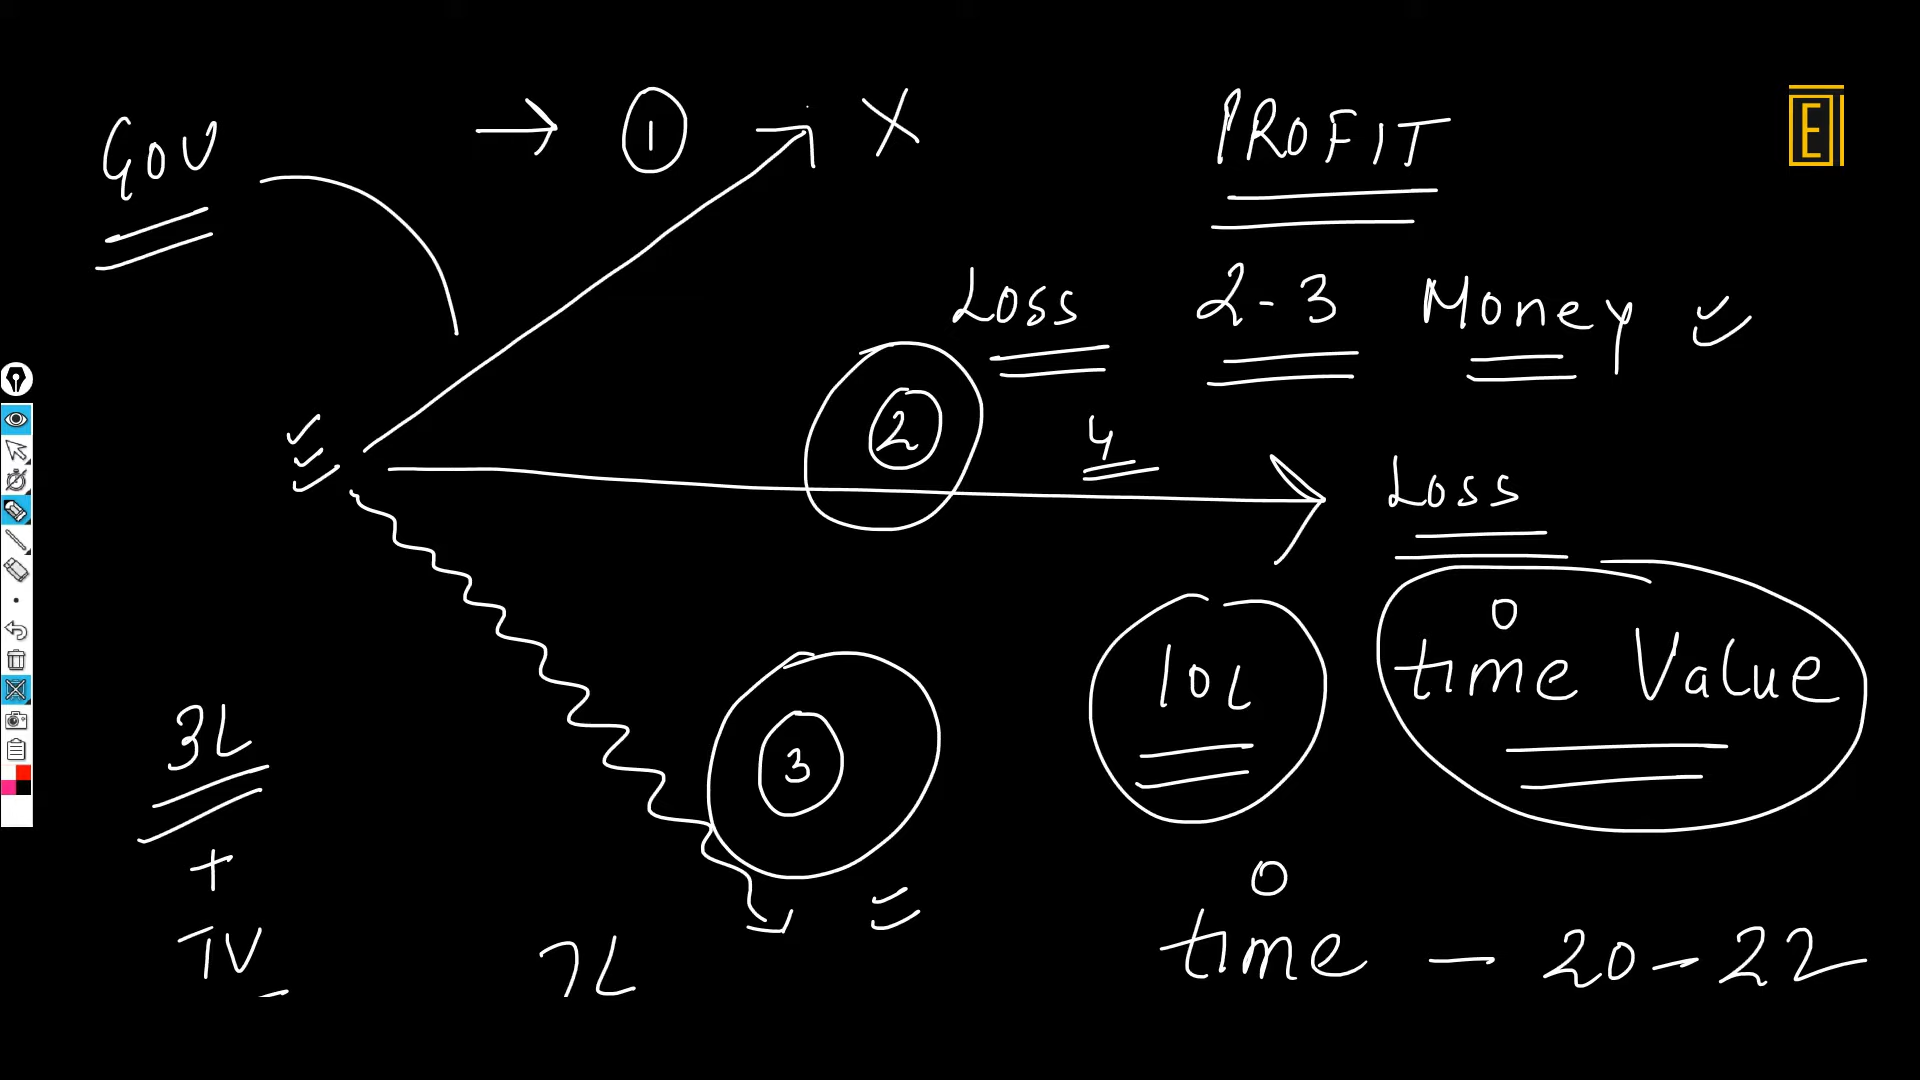 GOV → 1 X PROFIT
E
Loss 2-3 Money
2 4
Loss
10L time Value
3L 3
+
TV 7L time - 20-22